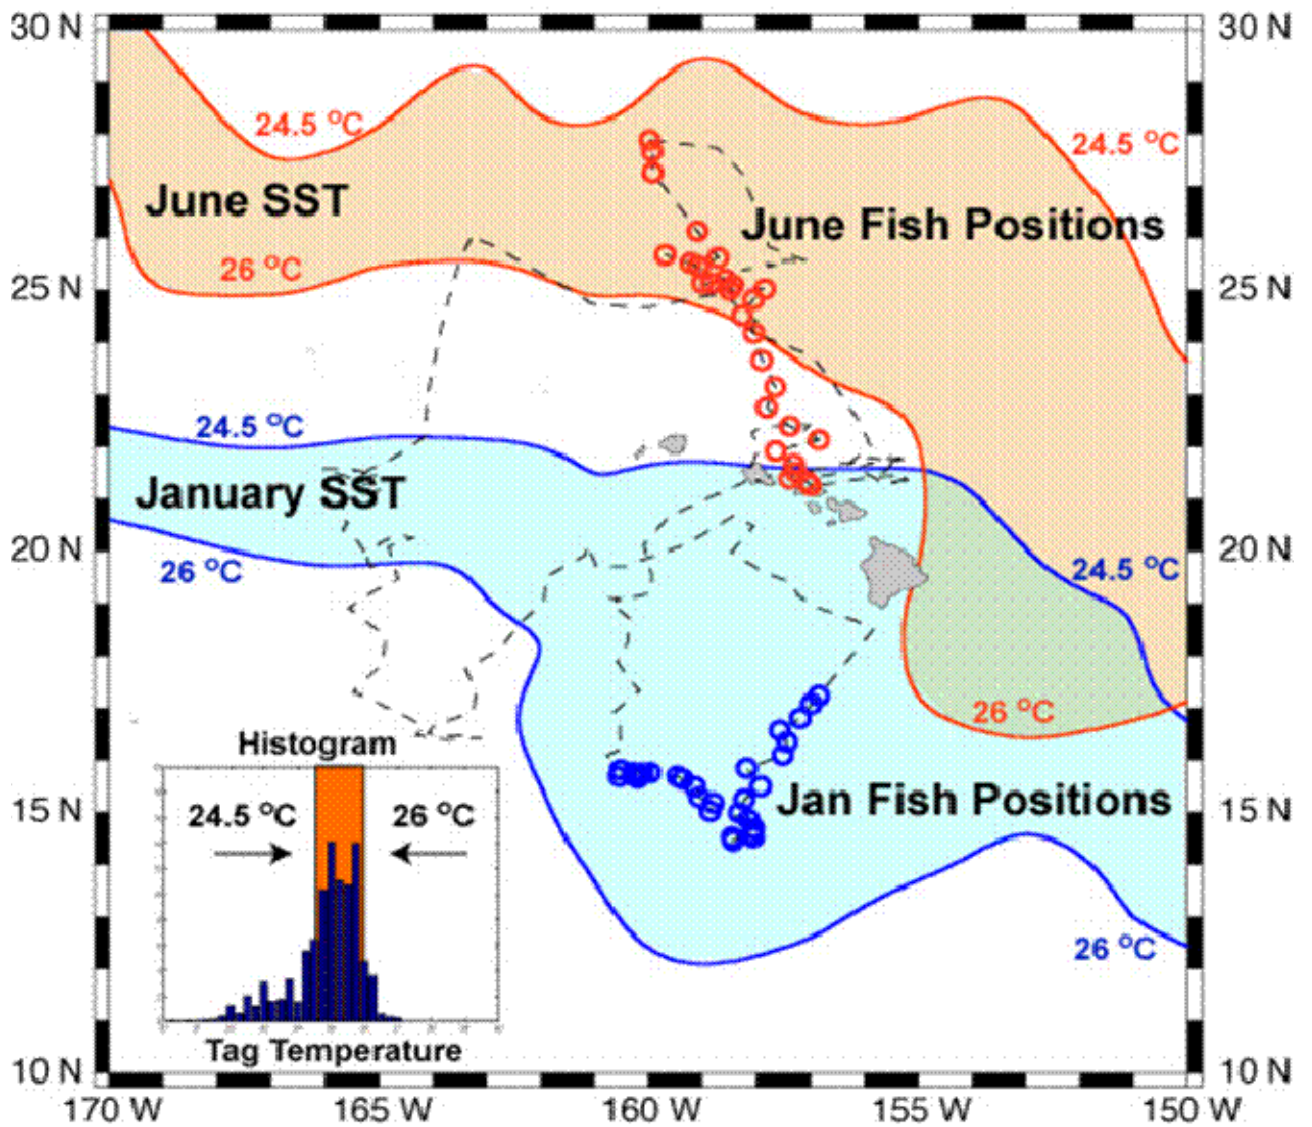 30 N
30 N
24.5 °C
24.5 °C
June SST
June Fish Positions
26 °C
25 N
25 N
24.5 °C
January SST
20 N
20 N
26 °C
24.5 °C
26 °C
Histogram
24.5 °C
26 °C
15 N
Jan Fish Positions
15 N
26 °C
Tag Temperature
10 N
10 N
170 W
165 W
160 W
155 W
150 W